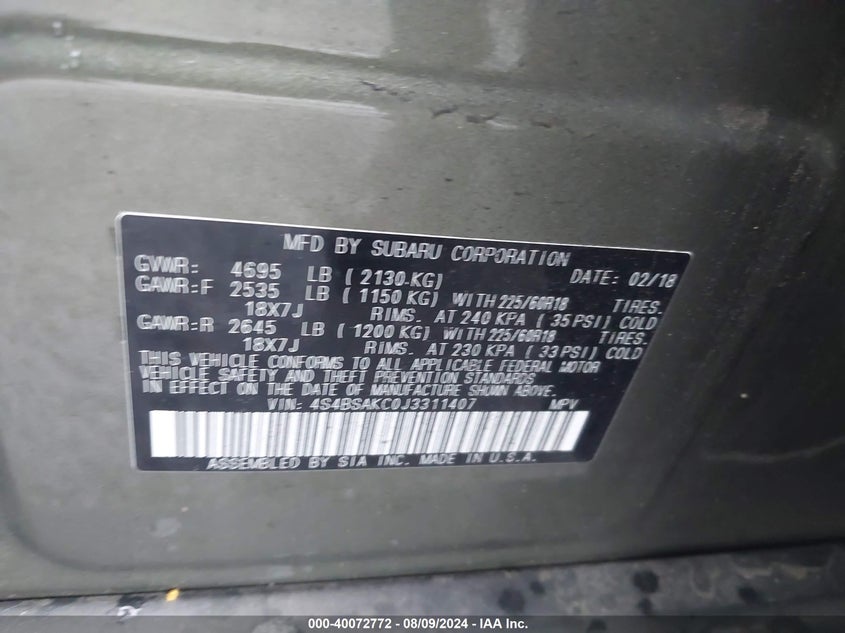 MFD BY SUBARU CORPORATION
GVWR: 4695 LB ( 2130 KG) DATE: 02/18
GAWR:F 2535 LB ( 1150 KG) WITH 225/60R18 TIRES.
18X7J RIMS. AT 240 KPA ( 35 PSI) COLD
GAWR:R 2645 LB ( 1200 KG) WITH 225/60R18 TIRES.
18X7J RIMS. AT 230 KPA ( 33 PSI) COLD
THIS VEHICLE CONFORMS TO ALL APPLICABLE FEDERAL MOTOR
VEHICLE SAFETY AND THEFT PREVENTION STANDARDS
IN EFFECT ON THE DATE OF MANUFACTURE SHOWN ABOVE.
VIN: 4S4BSAKC0J3311407 MPV
ASSEMBLED BY SIA INC. MADE IN U.S.A.
000-40072772 - 08/09/2024 - IAA Inc.